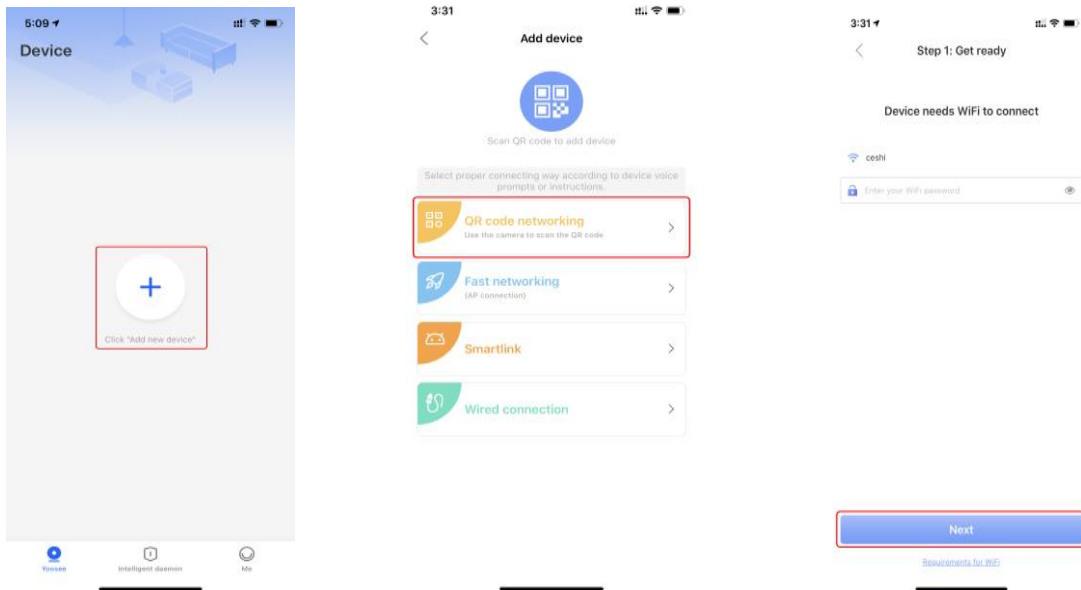 5:09
Device
Click "Add new device"
Yoosee
Intelligent daemon
Me
3:31
Add device
Scan QR code to add device
Select proper connecting way according to device voice
prompts or instructions.
QR code networking
Use the camera to scan the QR code
Fast networking
(AP connection)
Smartlink
Wired connection
3:31
Step 1: Get ready
Device needs WiFi to connect
ceshi
Enter your WiFi password
Next
Requirements for WiFi